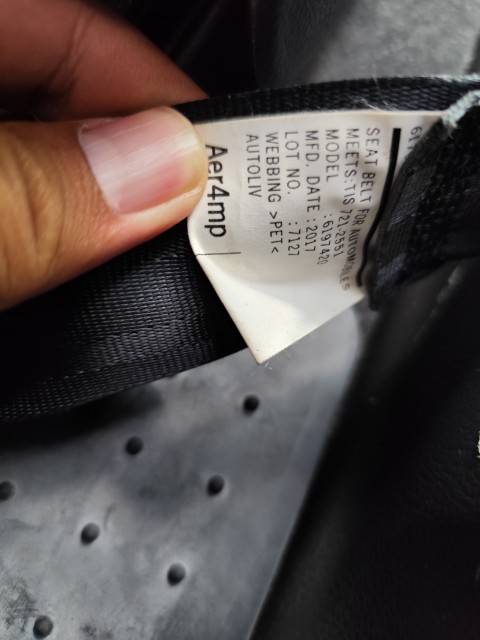 SEAT BELT FOR AUTOMOBILES
MEETS:TIS 721-2551
MODEL : 6197420
MFD. DATE : 2017
LOT NO. : 7127
WEBBING >PET<
AUTOLIV
Aer4mp